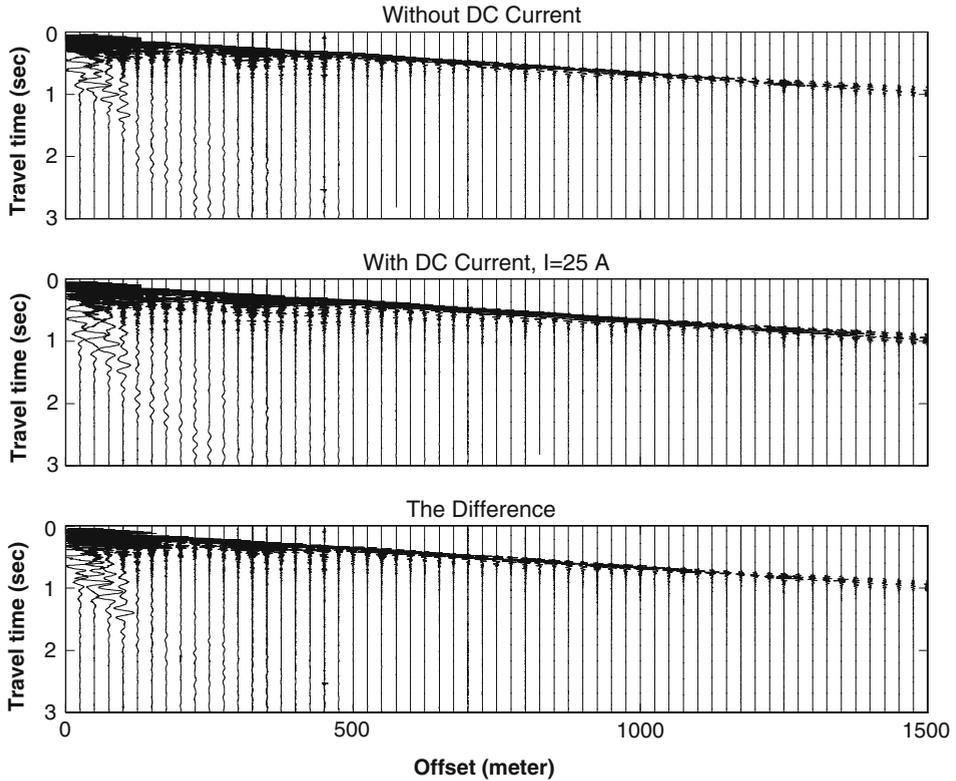 Without DC Current
0
1
2
3
Travel time (sec)
With DC Current, I=25 A
0
1
2
3
Travel time (sec)
The Difference
0
1
2
3
Travel time (sec)
0 500 1000 1500
Offset (meter)